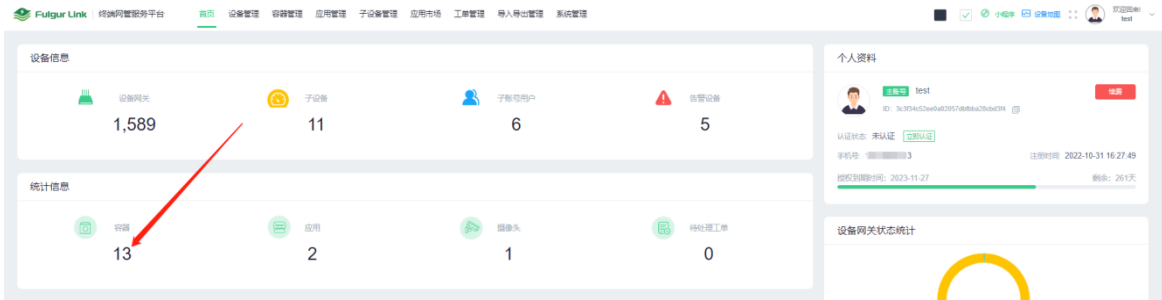 Fulgur Link 终端网管服务平台 首页 设备管理 容器管理 应用管理 子设备管理 应用市场 工单管理 导入导出管理 系统管理 小程序 设备地图 欢迎回来!
test
设备信息
设备网关 子设备 子账号用户 告警设备
1,589 11 6 5
统计信息
容器 应用 摄像头 待处理工单
13 2 1 0
个人资料
主账号 test 续费
认证状态: 未认证 立即认证
手机号: 1 3 注册时间: 2022-10-31 16:27:49
授权到期时间: 2023-11-27 剩余: 261天
设备网关状态统计